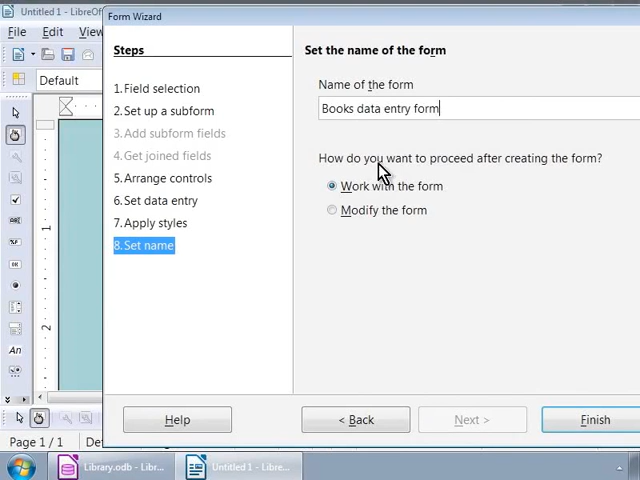 Untitled 1 - LibreOf
Form Wizard
File Edit View
Default
Steps
1.Field selection
2.Set up a subform
3.Add subform fields
4.Get joined fields
5.Arrange controls
6.Set data entry
7.Apply styles
8.Set name
Set the name of the form
Name of the form
Books data entry form
How do you want to proceed after creating the form?
Work with the form
Modify the form
1
2
An
Help
< Back
Next >
Finish
Page 1 / 1
Library.odb - Libre...
Untitled 1 - Libre...